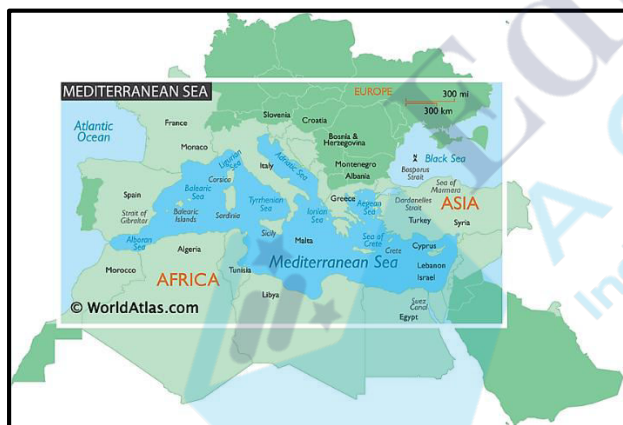 MEDITERRANEAN SEA
EUROPE
300 mi
300 km
Atlantic
Ocean
France
Slovenia
Croatia
Bosnia &
Herzegovina
Monaco
Ligurian
Sea
Italy
Adriatic Sea
Montenegro
Albania
Black Sea
Bosporus
Strait
Sea of
Marmara
Corsica
Balearic
Sea
Spain
Strait of
Gibraltar
Balearic
Islands
Sardinia
Tyrrhenian
Sea
Ionian
Sea
Greece
Aegean
Sea
Dardanelles
Strait
Turkey
ASIA
Syria
Alboran
Sea
Algeria
Sicily
Malta
Sea of
Crete
Crete
Cyprus
Lebanon
Israel
Morocco
AFRICA
Tunisia
Mediterranean Sea
Libya
Suez
Canal
Egypt
© WorldAtlas.com